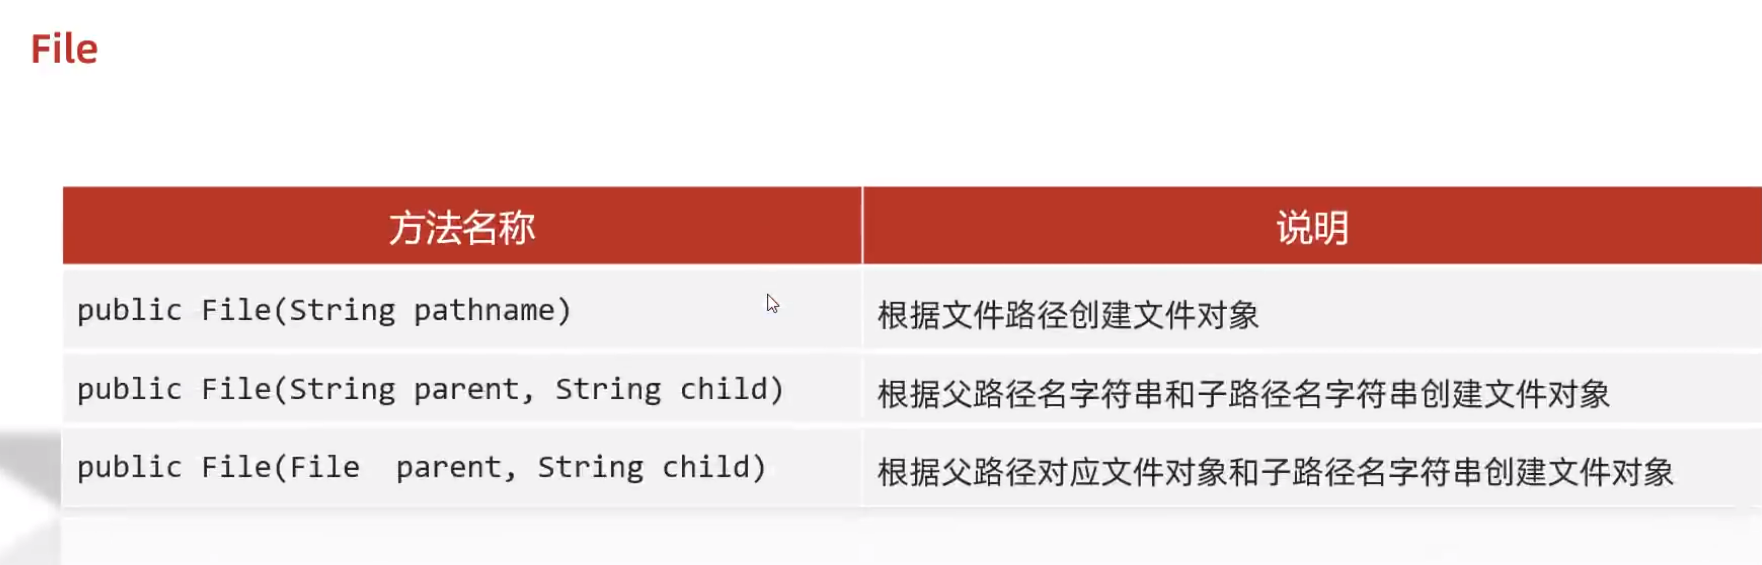 File
方法名称 说明
public File(String pathname) 根据文件路径创建文件对象
public File(String parent, String child) 根据父路径名字符串和子路径名字符串创建文件对象
public File(File  parent, String child) 根据父路径对应文件对象和子路径名字符串创建文件对象